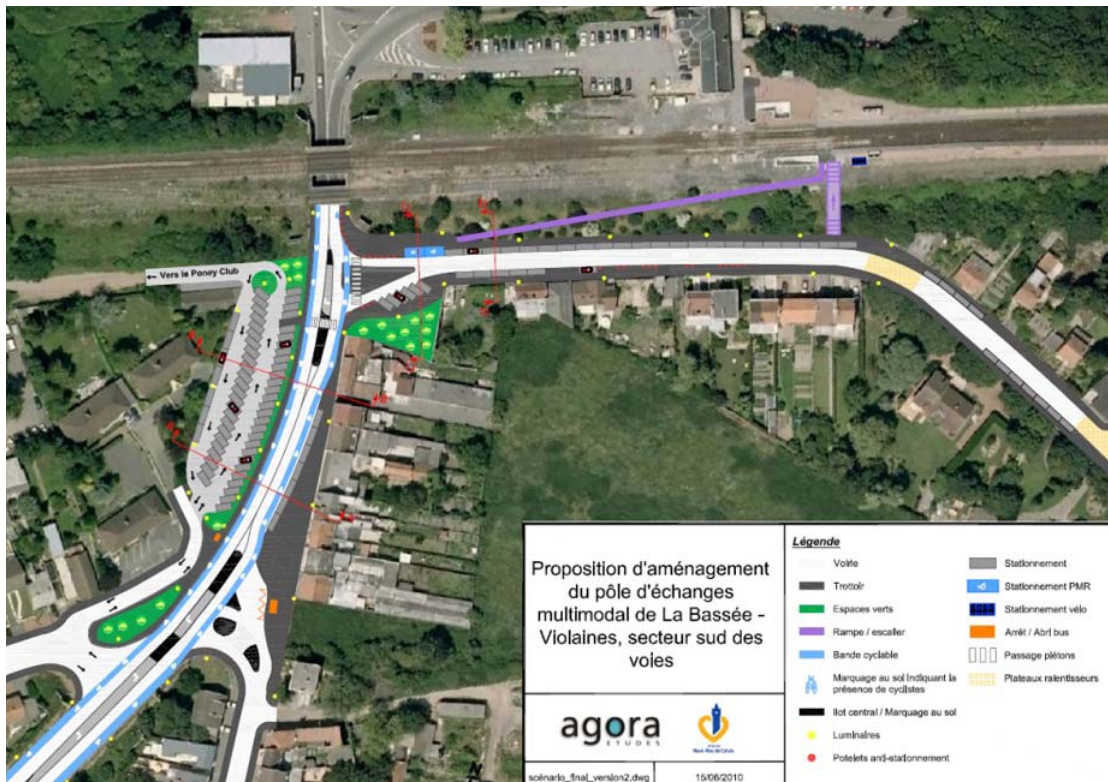 Vers le Poney Club
Proposition d'aménagement
du pôle d'échanges
multimodal de La Bassée -
Violaines, secteur sud des
voies
agora
ETUDES
scénario_final_version2.dwg
15/06/2010
Légende
Voirie
Trottoir
Espaces verts
Rampe / escalier
Bande cyclable
Marquage au sol indiquant la
présence de cyclistes
Ilot central / Marquage au sol
Luminaires
Potelets anti-stationnement
Stationnement
Stationnement PMR
Stationnement vélo
Arrêt / Abri bus
Passage piétons
Plateaux ralentisseurs